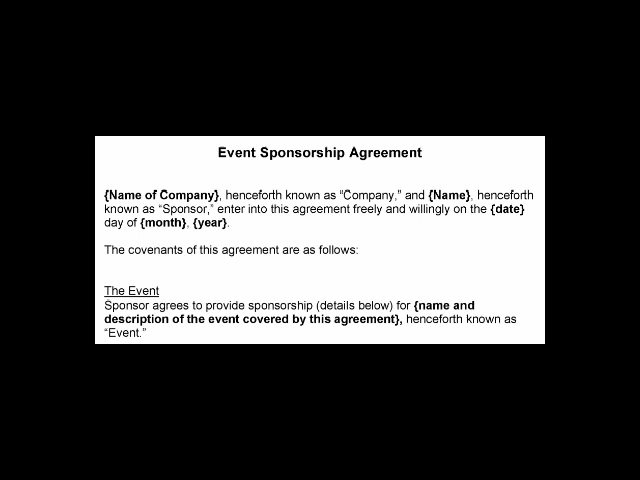 Event Sponsorship Agreement
{Name of Company}, henceforth known as “Company,” and {Name}, henceforth
known as “Sponsor,” enter into this agreement freely and willingly on the {date}
day of {month}, {year}.
The covenants of this agreement are as follows:
The Event
Sponsor agrees to provide sponsorship (details below) for {name and
description of the event covered by this agreement}, henceforth known as
“Event.”